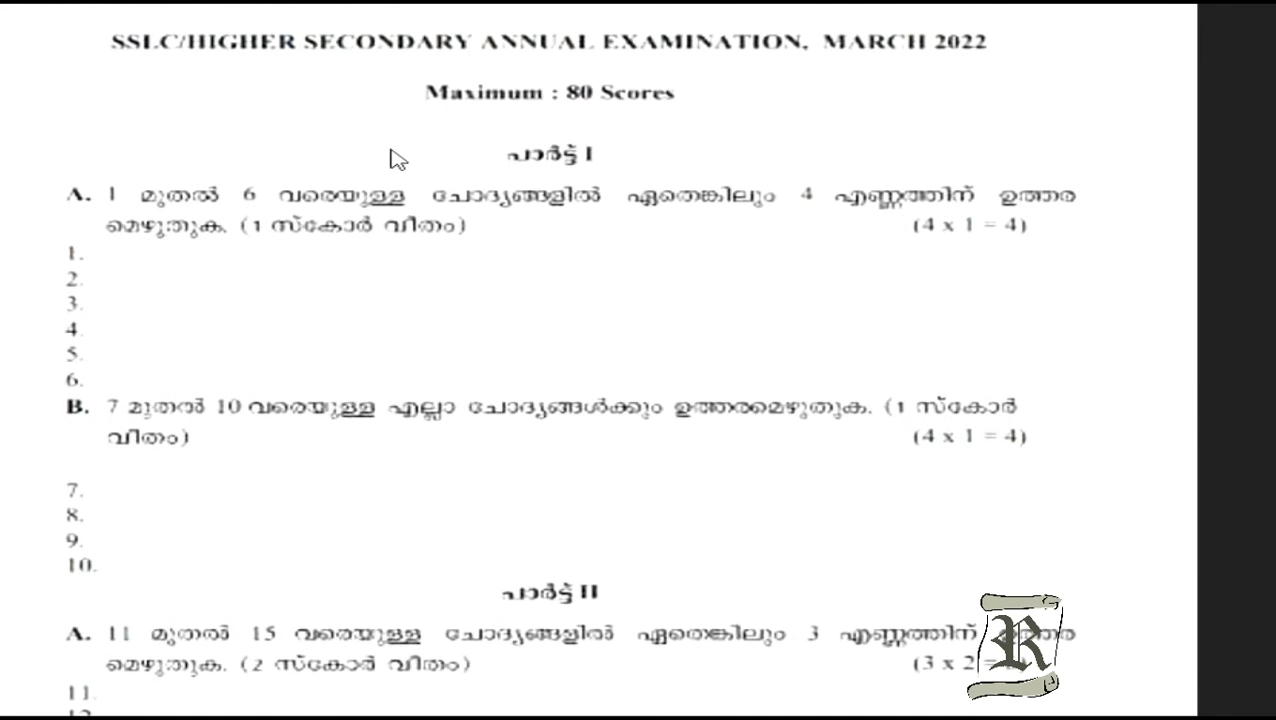 SSLC/HIGHER SECONDARY ANNUAL EXAMINATION, MARCH 2022
Maximum : 80 Scores
പാർട്ട് I
A. 1 മുതൽ 6 വരെയുള്ള ചോദ്യങ്ങളിൽ ഏതെങ്കിലും 4 എണ്ണത്തിന് ഉത്തര
മെഴുതുക. (1 സ്കോർ വീതം) (4 x 1 = 4)
1.
2.
3.
4.
5.
6.
B. 7 മുതൽ 10 വരെയുള്ള എല്ലാ ചോദ്യങ്ങൾക്കും ഉത്തരമെഴുതുക. (1 സ്കോർ
വീതം) (4 x 1 = 4)
7.
8.
9.
10.
പാർട്ട് II
A. 11 മുതൽ 15 വരെയുള്ള ചോദ്യങ്ങളിൽ ഏതെങ്കിലും 3 എണ്ണത്തിന് ഉത്തര
മെഴുതുക. (2 സ്കോർ വീതം) (3 x 2 =
R
11.